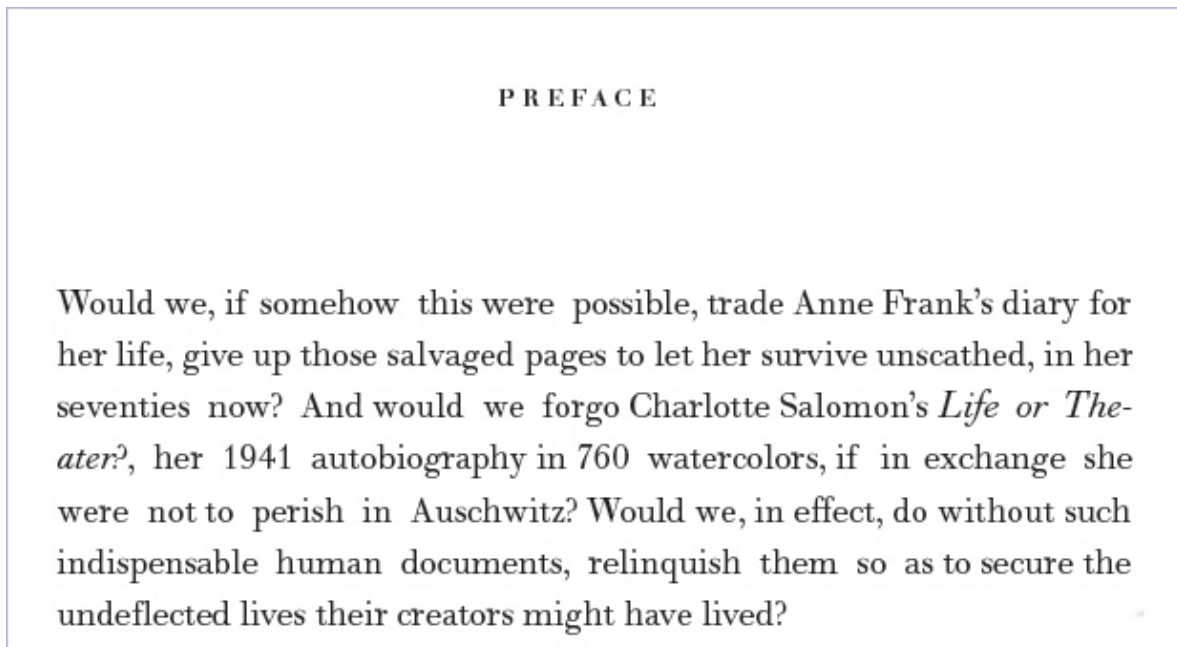 PREFACE
Would we, if somehow this were possible, trade Anne Frank’s diary for
her life, give up those salvaged pages to let her survive unscathed, in her
seventies now? And would we forgo Charlotte Salomon’s Life or The-
ater?, her 1941 autobiography in 760 watercolors, if in exchange she
were not to perish in Auschwitz? Would we, in effect, do without such
indispensable human documents, relinquish them so as to secure the
undeflected lives their creators might have lived?